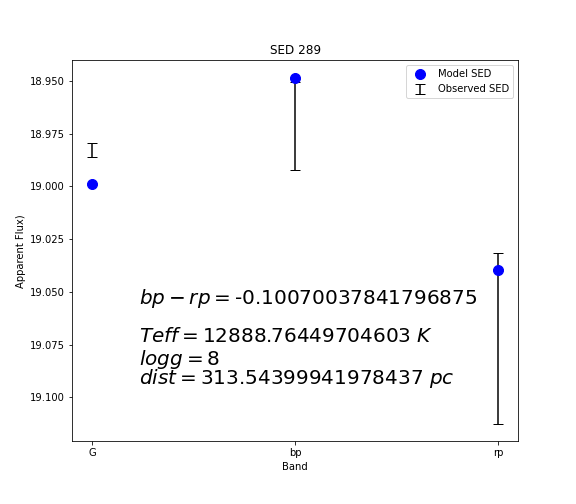 SED 289
Model SED
Observed SED
18.950
18.975
19.000
19.025
19.050
19.075
19.100
Apparent Flux)
bp − rp = -0.10070037841796875
Teff = 12888.76449704603 K
logg = 8
dist = 313.54399941978437 pc
G bp rp
Band